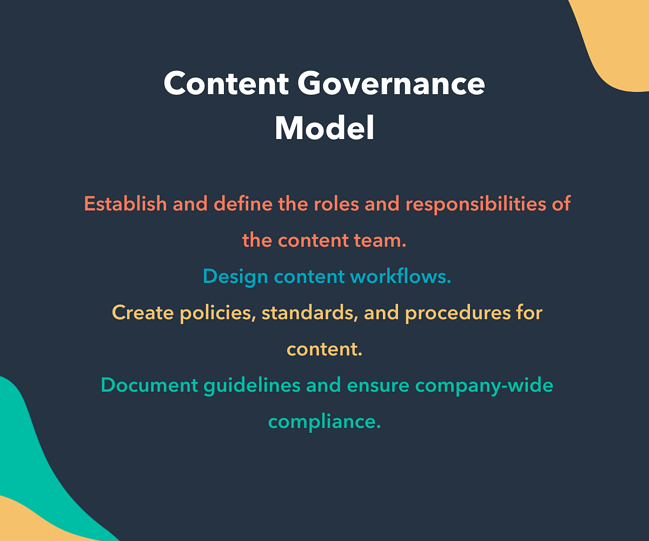 Content Governance
Model
Establish and define the roles and responsibilities of
the content team.
Design content workflows.
Create policies, standards, and procedures for
content.
Document guidelines and ensure company-wide
compliance.